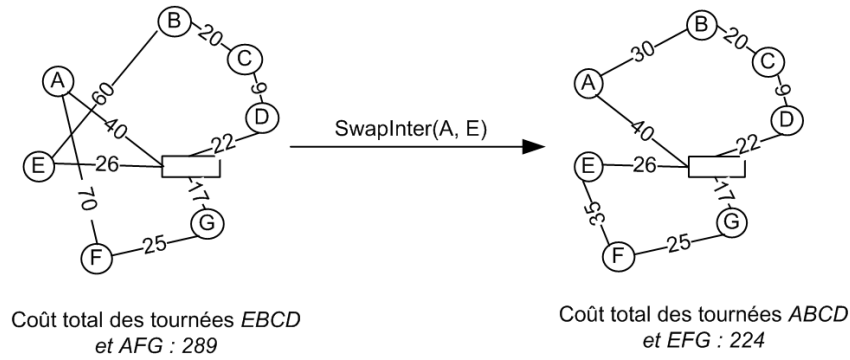 B
20
C
9
D
A
60
40
22
E
26
70
17
G
F
25
SwapInter(A, E)
B
20
C
30
9
D
A
40
22
E
26
17
35
G
F
25
Coût total des tournées EBCD
et AFG : 289
Coût total des tournées ABCD
et EFG : 224